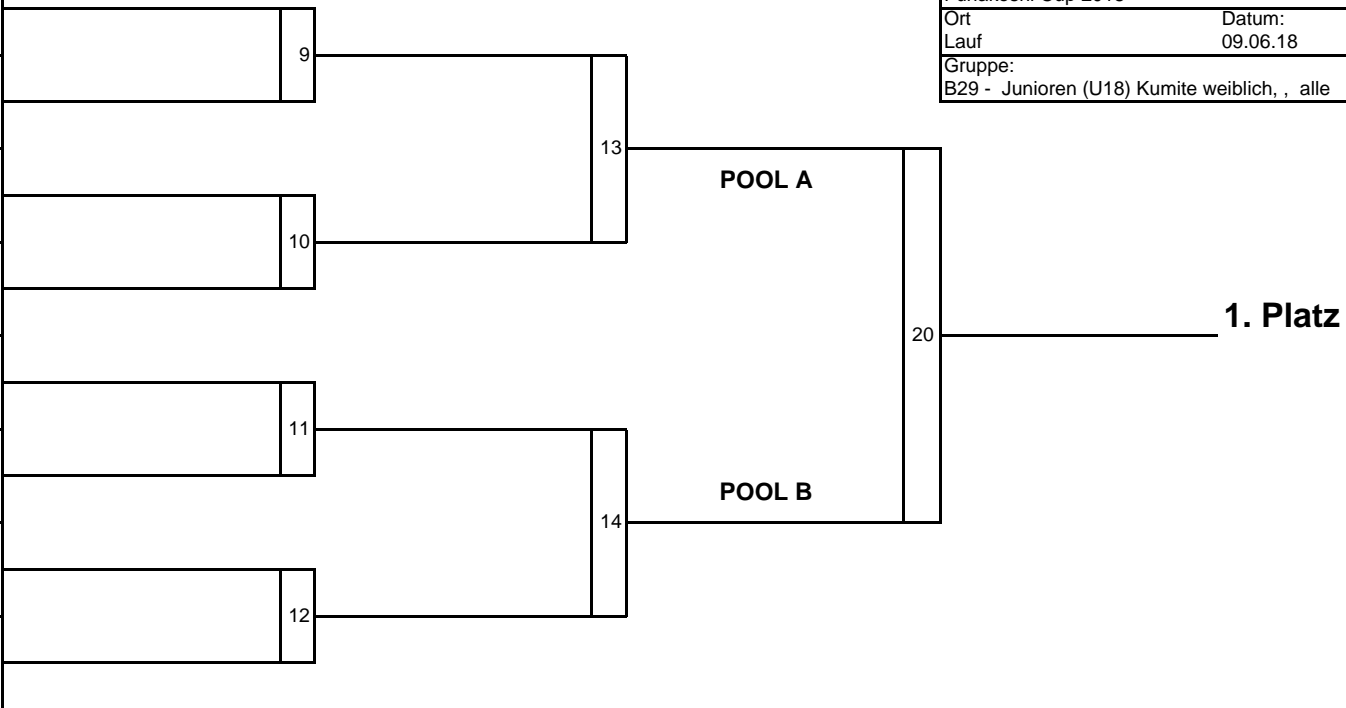 Ort Datum:
Lauf 09.06.18
Gruppe:
B29 - Junioren (U18) Kumite weiblich, , alle
9
13
POOL A
10
1. Platz
20
11
POOL B
14
12